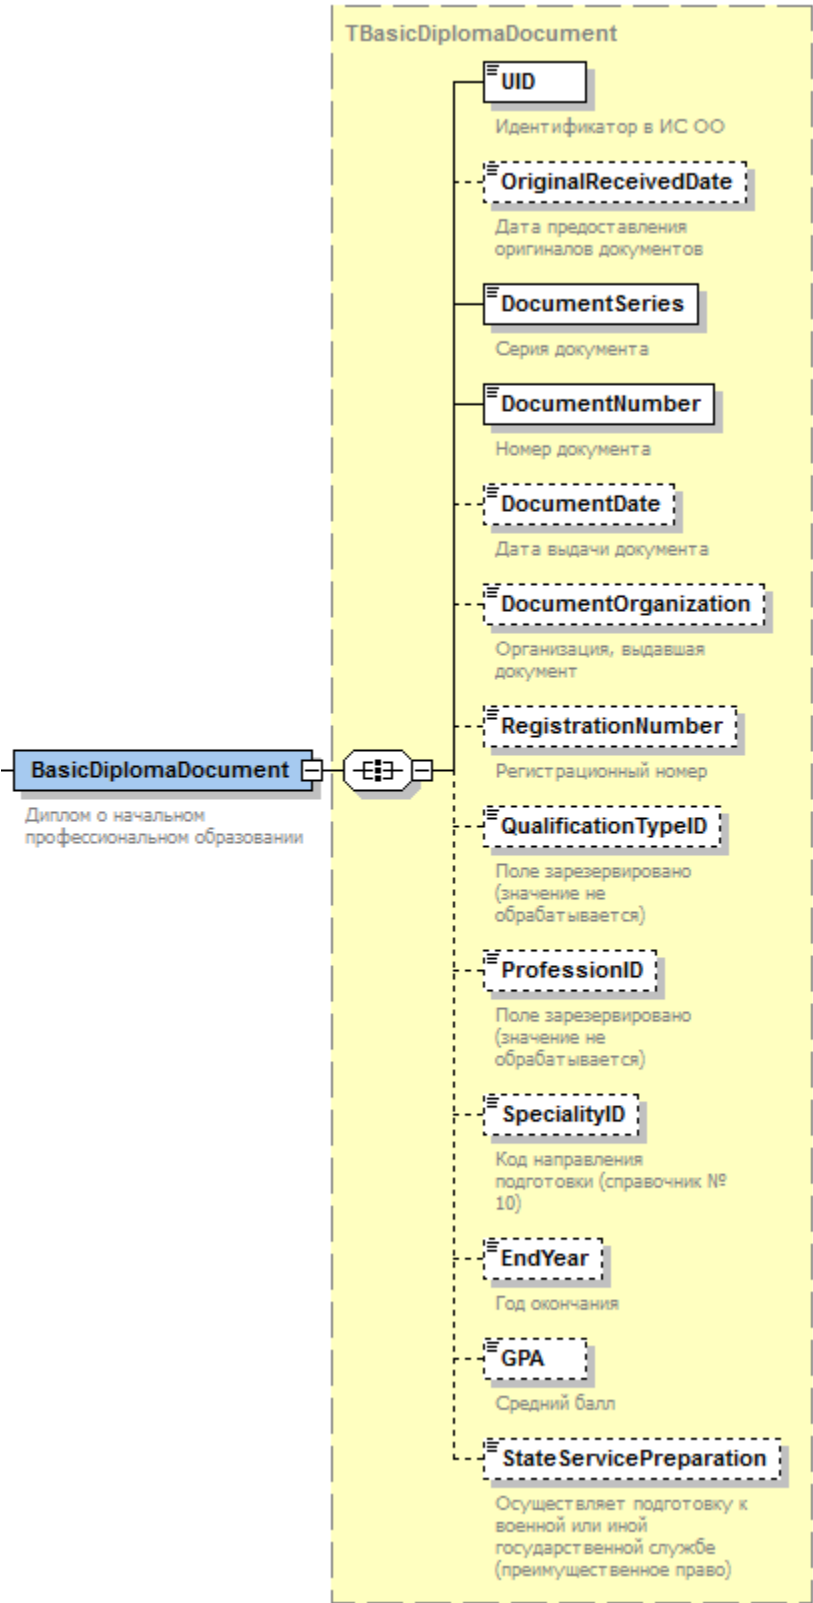 TBasicDiplomaDocument
UID
Идентификатор в ИС ОО
OriginalReceivedDate
Дата предоставления
оригиналов документов
DocumentSeries
Серия документа
DocumentNumber
Номер документа
DocumentDate
Дата выдачи документа
DocumentOrganization
Организация, выдавшая
документ
RegistrationNumber
Регистрационный номер
BasicDiplomaDocument
Диплом о начальном
профессиональном образовании
QualificationTypeID
Поле зарезервировано
(значение не
обрабатывается)
ProfessionID
Поле зарезервировано
(значение не
обрабатывается)
SpecialityID
Код направления
подготовки (справочник №
10)
EndYear
Год окончания
GPA
Средний балл
StateServicePreparation
Осуществляет подготовку к
военной или иной
государственной службе
(преимущественное право)